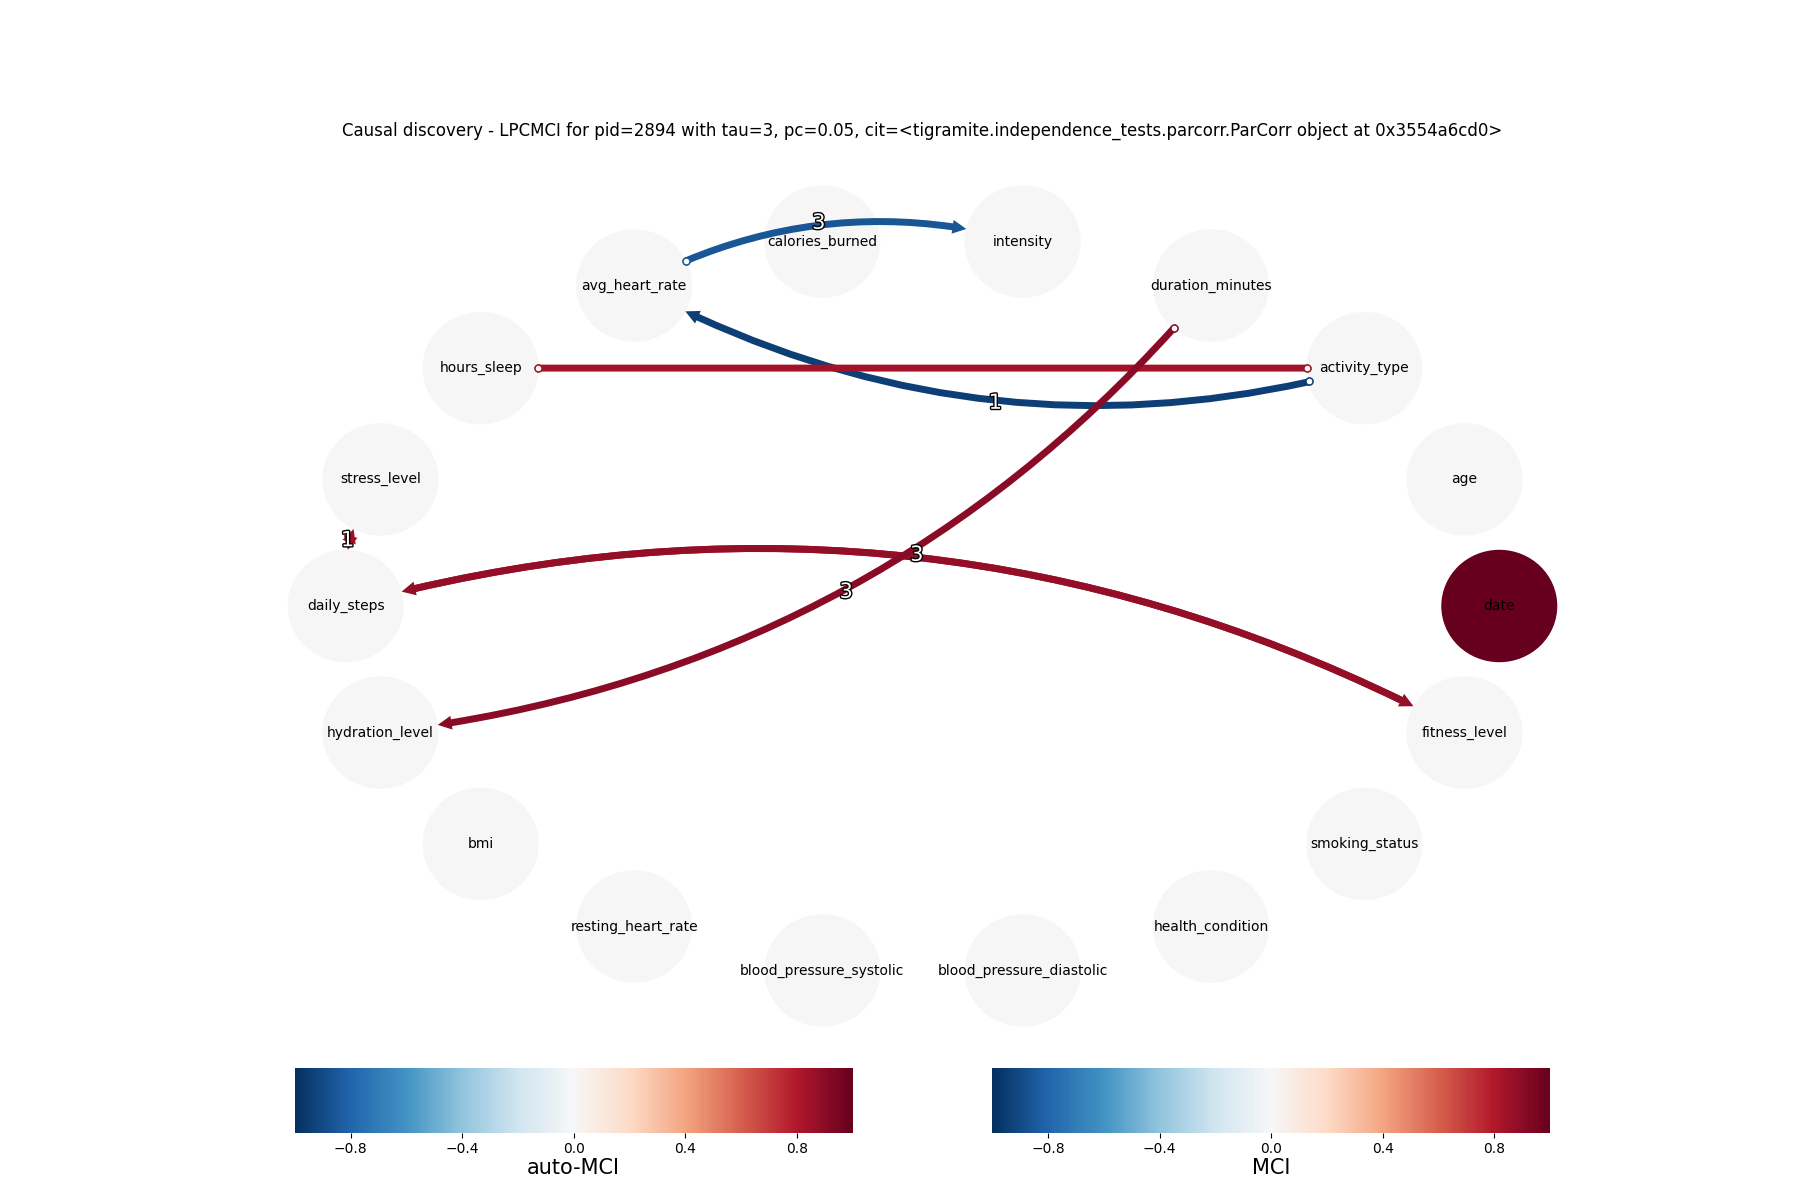 Causal discovery - LPCMCI for pid=2894 with tau=3, pc=0.05, cit=<tigramite.independence_tests.parcorr.ParCorr object at 0x3554a6cd0>
3
calories_burned
intensity
avg_heart_rate
duration_minutes
hours_sleep
activity_type
1
stress_level
age
1
3
3
daily_steps
date
hydration_level
fitness_level
bmi
smoking_status
resting_heart_rate
health_condition
blood_pressure_systolic
blood_pressure_diastolic
−0.8 −0.4 0.0 0.4 0.8
auto-MCI
−0.8 −0.4 0.0 0.4 0.8
MCI